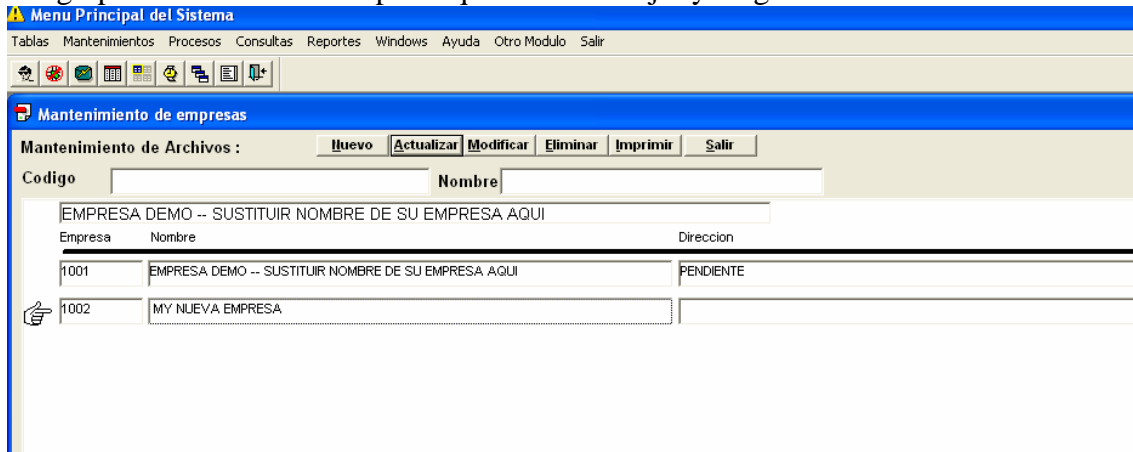 Menu Principal del Sistema
Tablas Mantenimientos Procesos Consultas Reportes Windows Ayuda Otro Modulo Salir
Mantenimiento de empresas
Mantenimiento de Archivos : Nuevo Actualizar Modificar Eliminar Imprimir Salir
Codigo Nombre
EMPRESA DEMO -- SUSTITUIR NOMBRE DE SU EMPRESA AQUI
Empresa Nombre Direccion
1001 EMPRESA DEMO -- SUSTITUIR NOMBRE DE SU EMPRESA AQUI PENDIENTE
1002 MY NUEVA EMPRESA